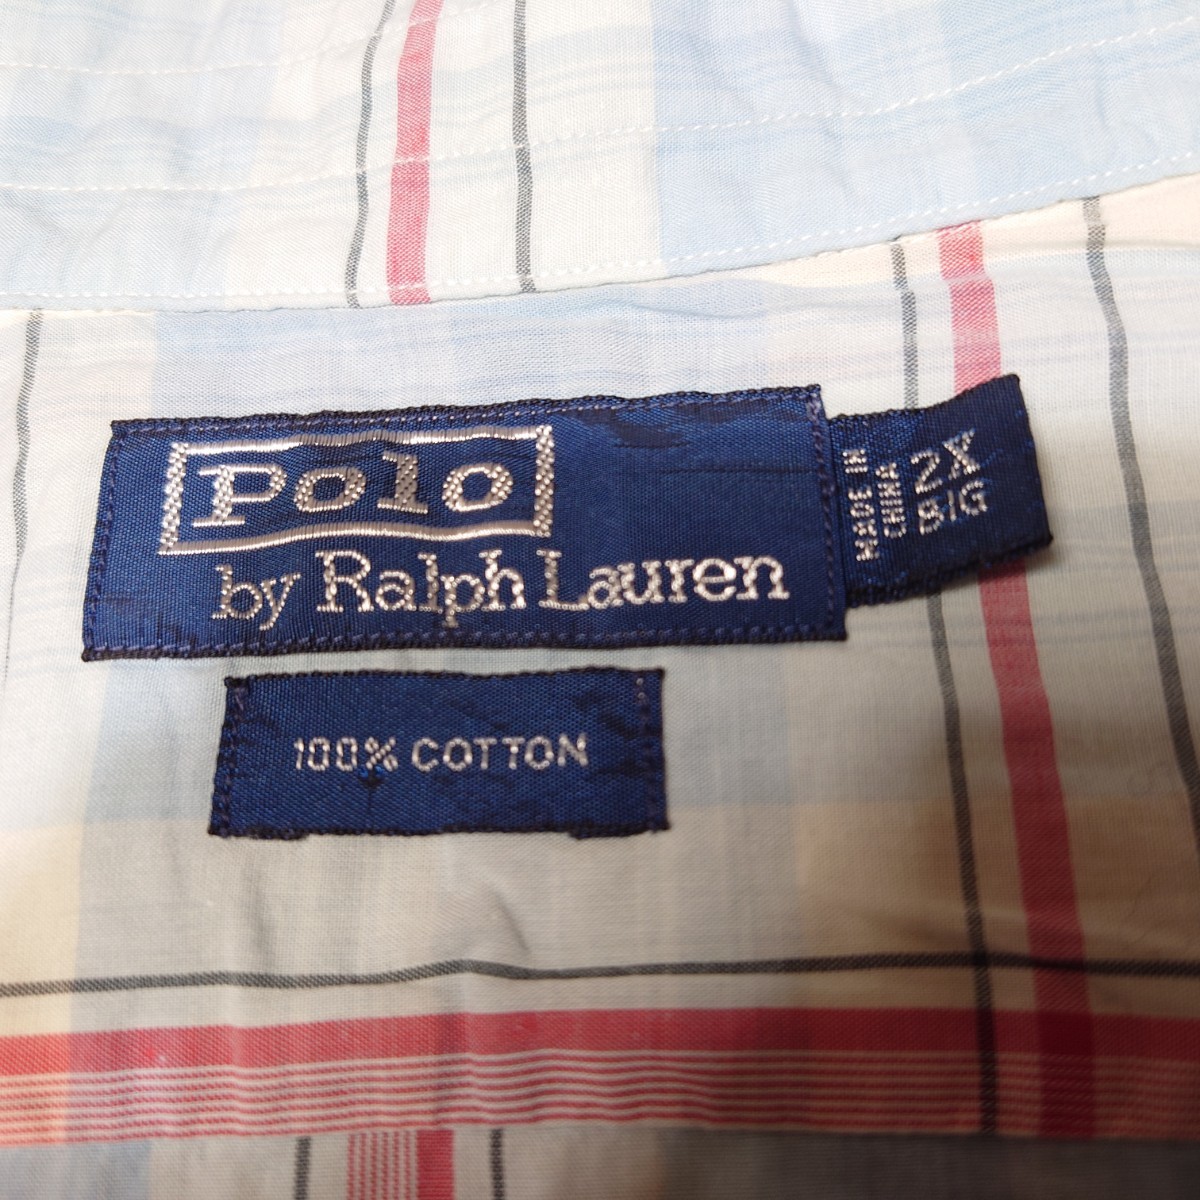 Polo
by Ralph Lauren
MADE IN
CHINA
2X
BIG
100% COTTON